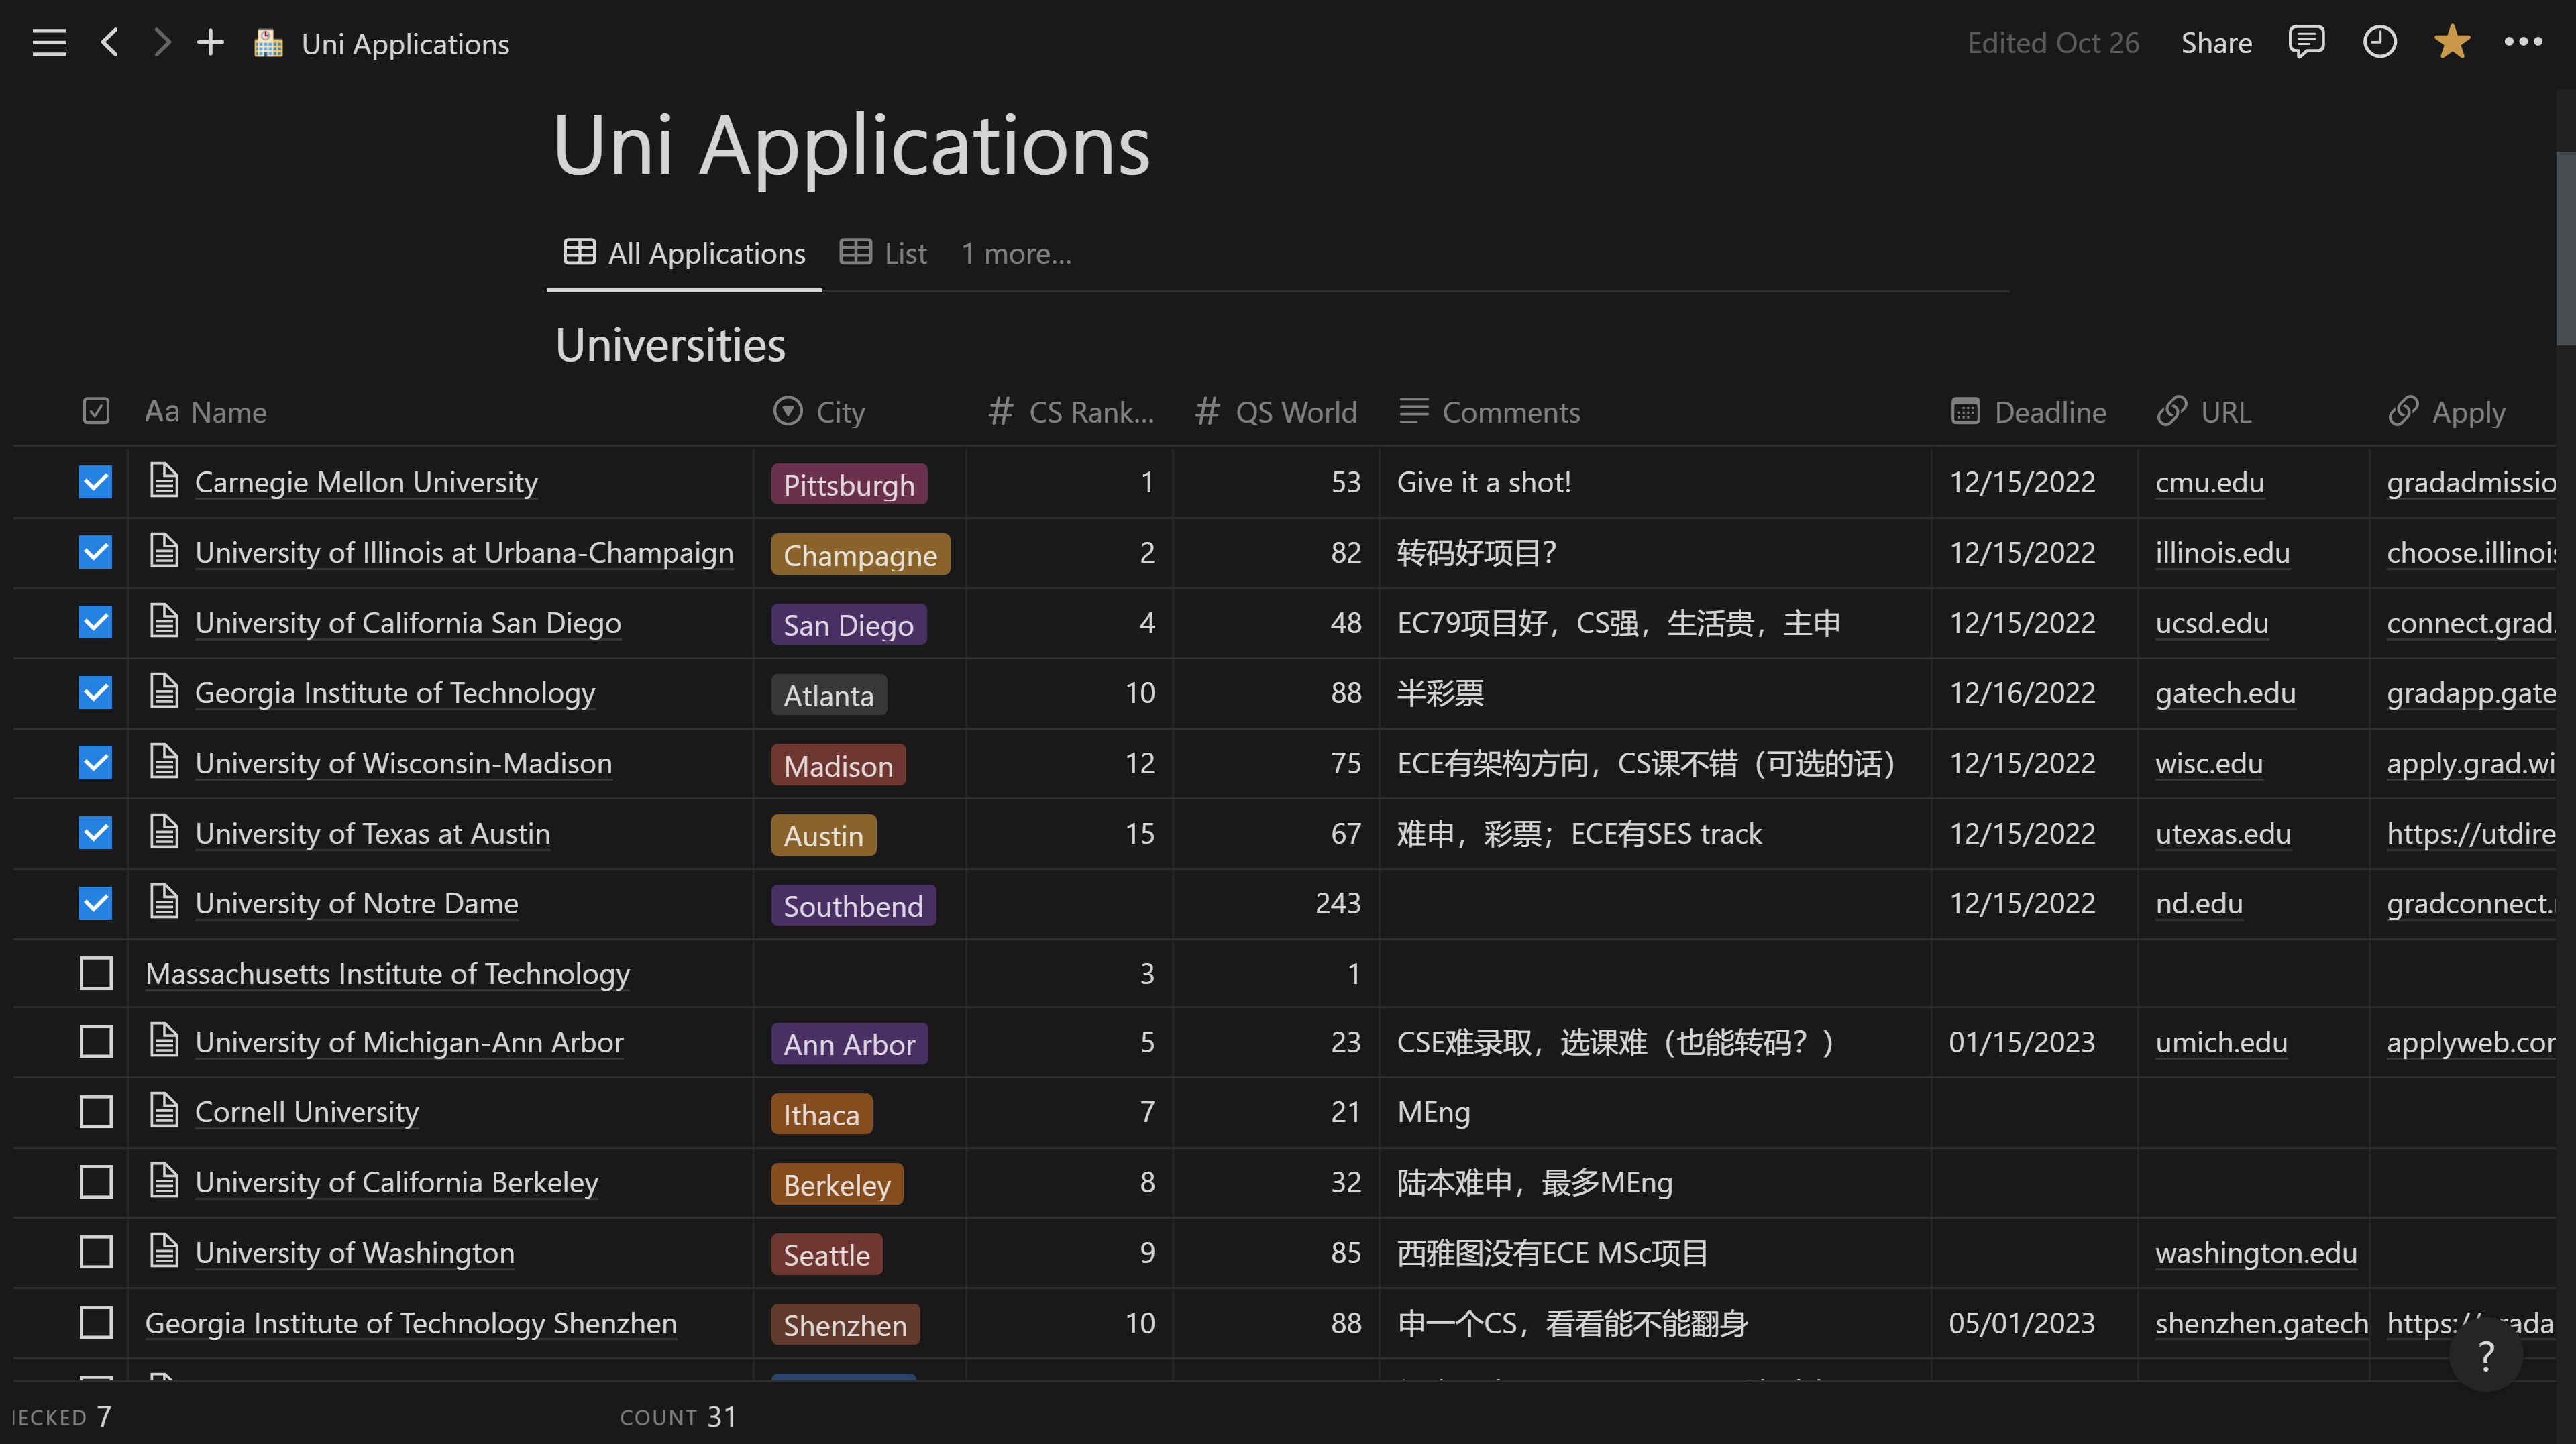 Uni Applications
Edited Oct 26 Share
Uni Applications
All Applications List 1 more...
Universities
Aa Name City # CS Rank... # QS World Comments Deadline URL Apply
Carnegie Mellon University Pittsburgh 1 53 Give it a shot! 12/15/2022 cmu.edu gradadmissio
University of Illinois at Urbana-Champaign Champagne 2 82 转码好项目? 12/15/2022 illinois.edu choose.illinois
University of California San Diego San Diego 4 48 EC79项目好，CS强，生活贵，主申 12/15/2022 ucsd.edu connect.grad.
Georgia Institute of Technology Atlanta 10 88 半彩票 12/16/2022 gatech.edu gradapp.gate
University of Wisconsin-Madison Madison 12 75 ECE有架构方向，CS课不错（可选的话） 12/15/2022 wisc.edu apply.grad.wi
University of Texas at Austin Austin 15 67 难申，彩票；ECE有SES track 12/15/2022 utexas.edu https://utdire
University of Notre Dame Southbend 243 12/15/2022 nd.edu gradconnect.
Massachusetts Institute of Technology 3 1
University of Michigan-Ann Arbor Ann Arbor 5 23 CSE难录取，选课难（也能转码？） 01/15/2023 umich.edu applyweb.cor
Cornell University Ithaca 7 21 MEng
University of California Berkeley Berkeley 8 32 陆本难申，最多MEng
University of Washington Seattle 9 85 西雅图没有ECE MSc项目 washington.edu
Georgia Institute of Technology Shenzhen Shenzhen 10 88 申一个CS，看看能不能翻身 05/01/2023 shenzhen.gatech https:/
?
ECKED 7 COUNT 31